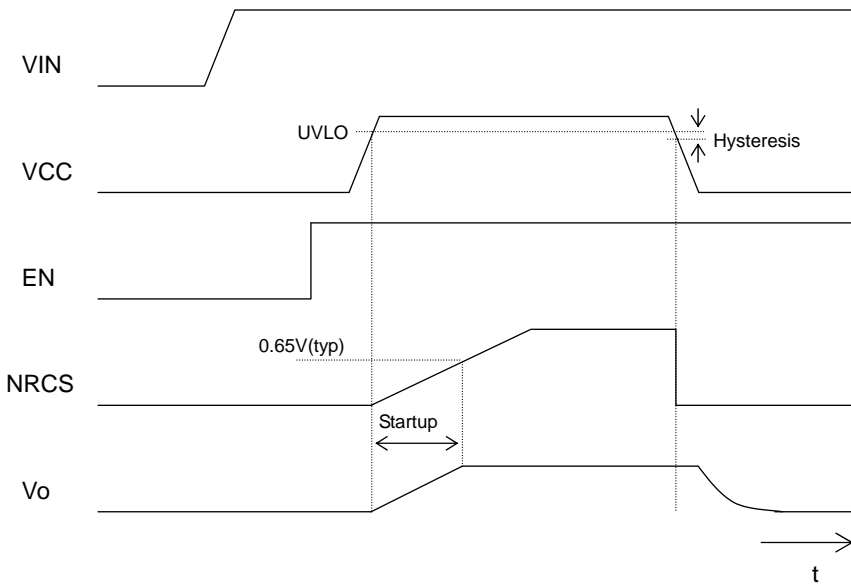 VIN
UVLO
Hysteresis
VCC
EN
0.65V(typ)
NRCS
Startup
Vo
t